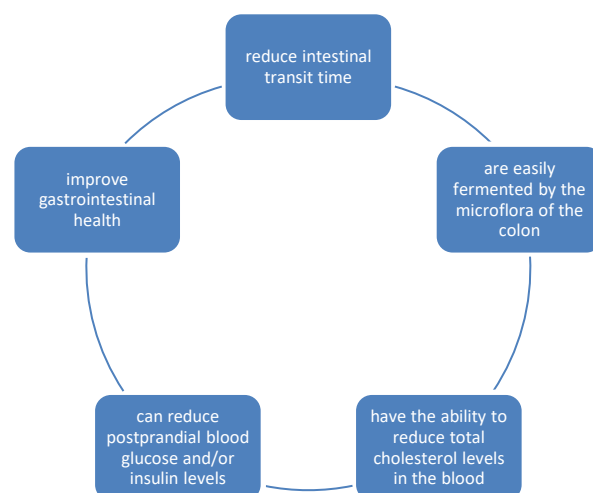 reduce intestinal
transit time
are easily
fermented by the
microflora of the
colon
have the ability to
reduce total
cholesterol levels
in the blood
can reduce
postprandial blood
glucose and/or
insulin levels
improve
gastrointestinal
health